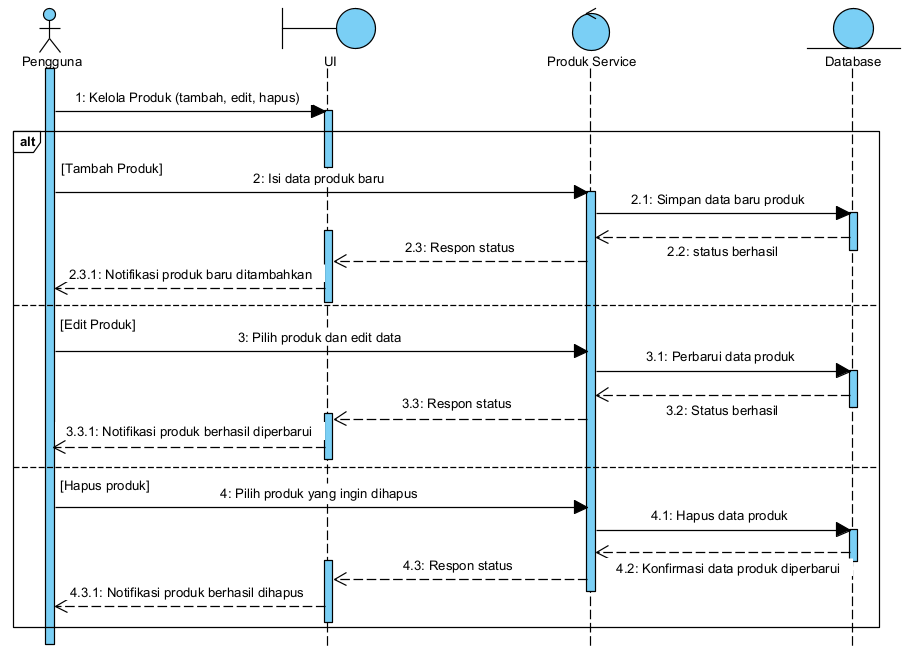 Pengguna
UI
Produk Service
Database
1: Kelola Produk (tambah, edit, hapus)
alt
[Tambah Produk]
2: Isi data produk baru
2.1: Simpan data baru produk
2.2: status berhasil
2.3: Respon status
2.3.1: Notifikasi produk baru ditambahkan
[Edit Produk]
3: Pilih produk dan edit data
3.1: Perbarui data produk
3.2: Status berhasil
3.3: Respon status
3.3.1: Notifikasi produk berhasil diperbarui
[Hapus produk]
4: Pilih produk yang ingin dihapus
4.1: Hapus data produk
4.2: Konfirmasi data produk diperbarui
4.3: Respon status
4.3.1: Notifikasi produk berhasil dihapus